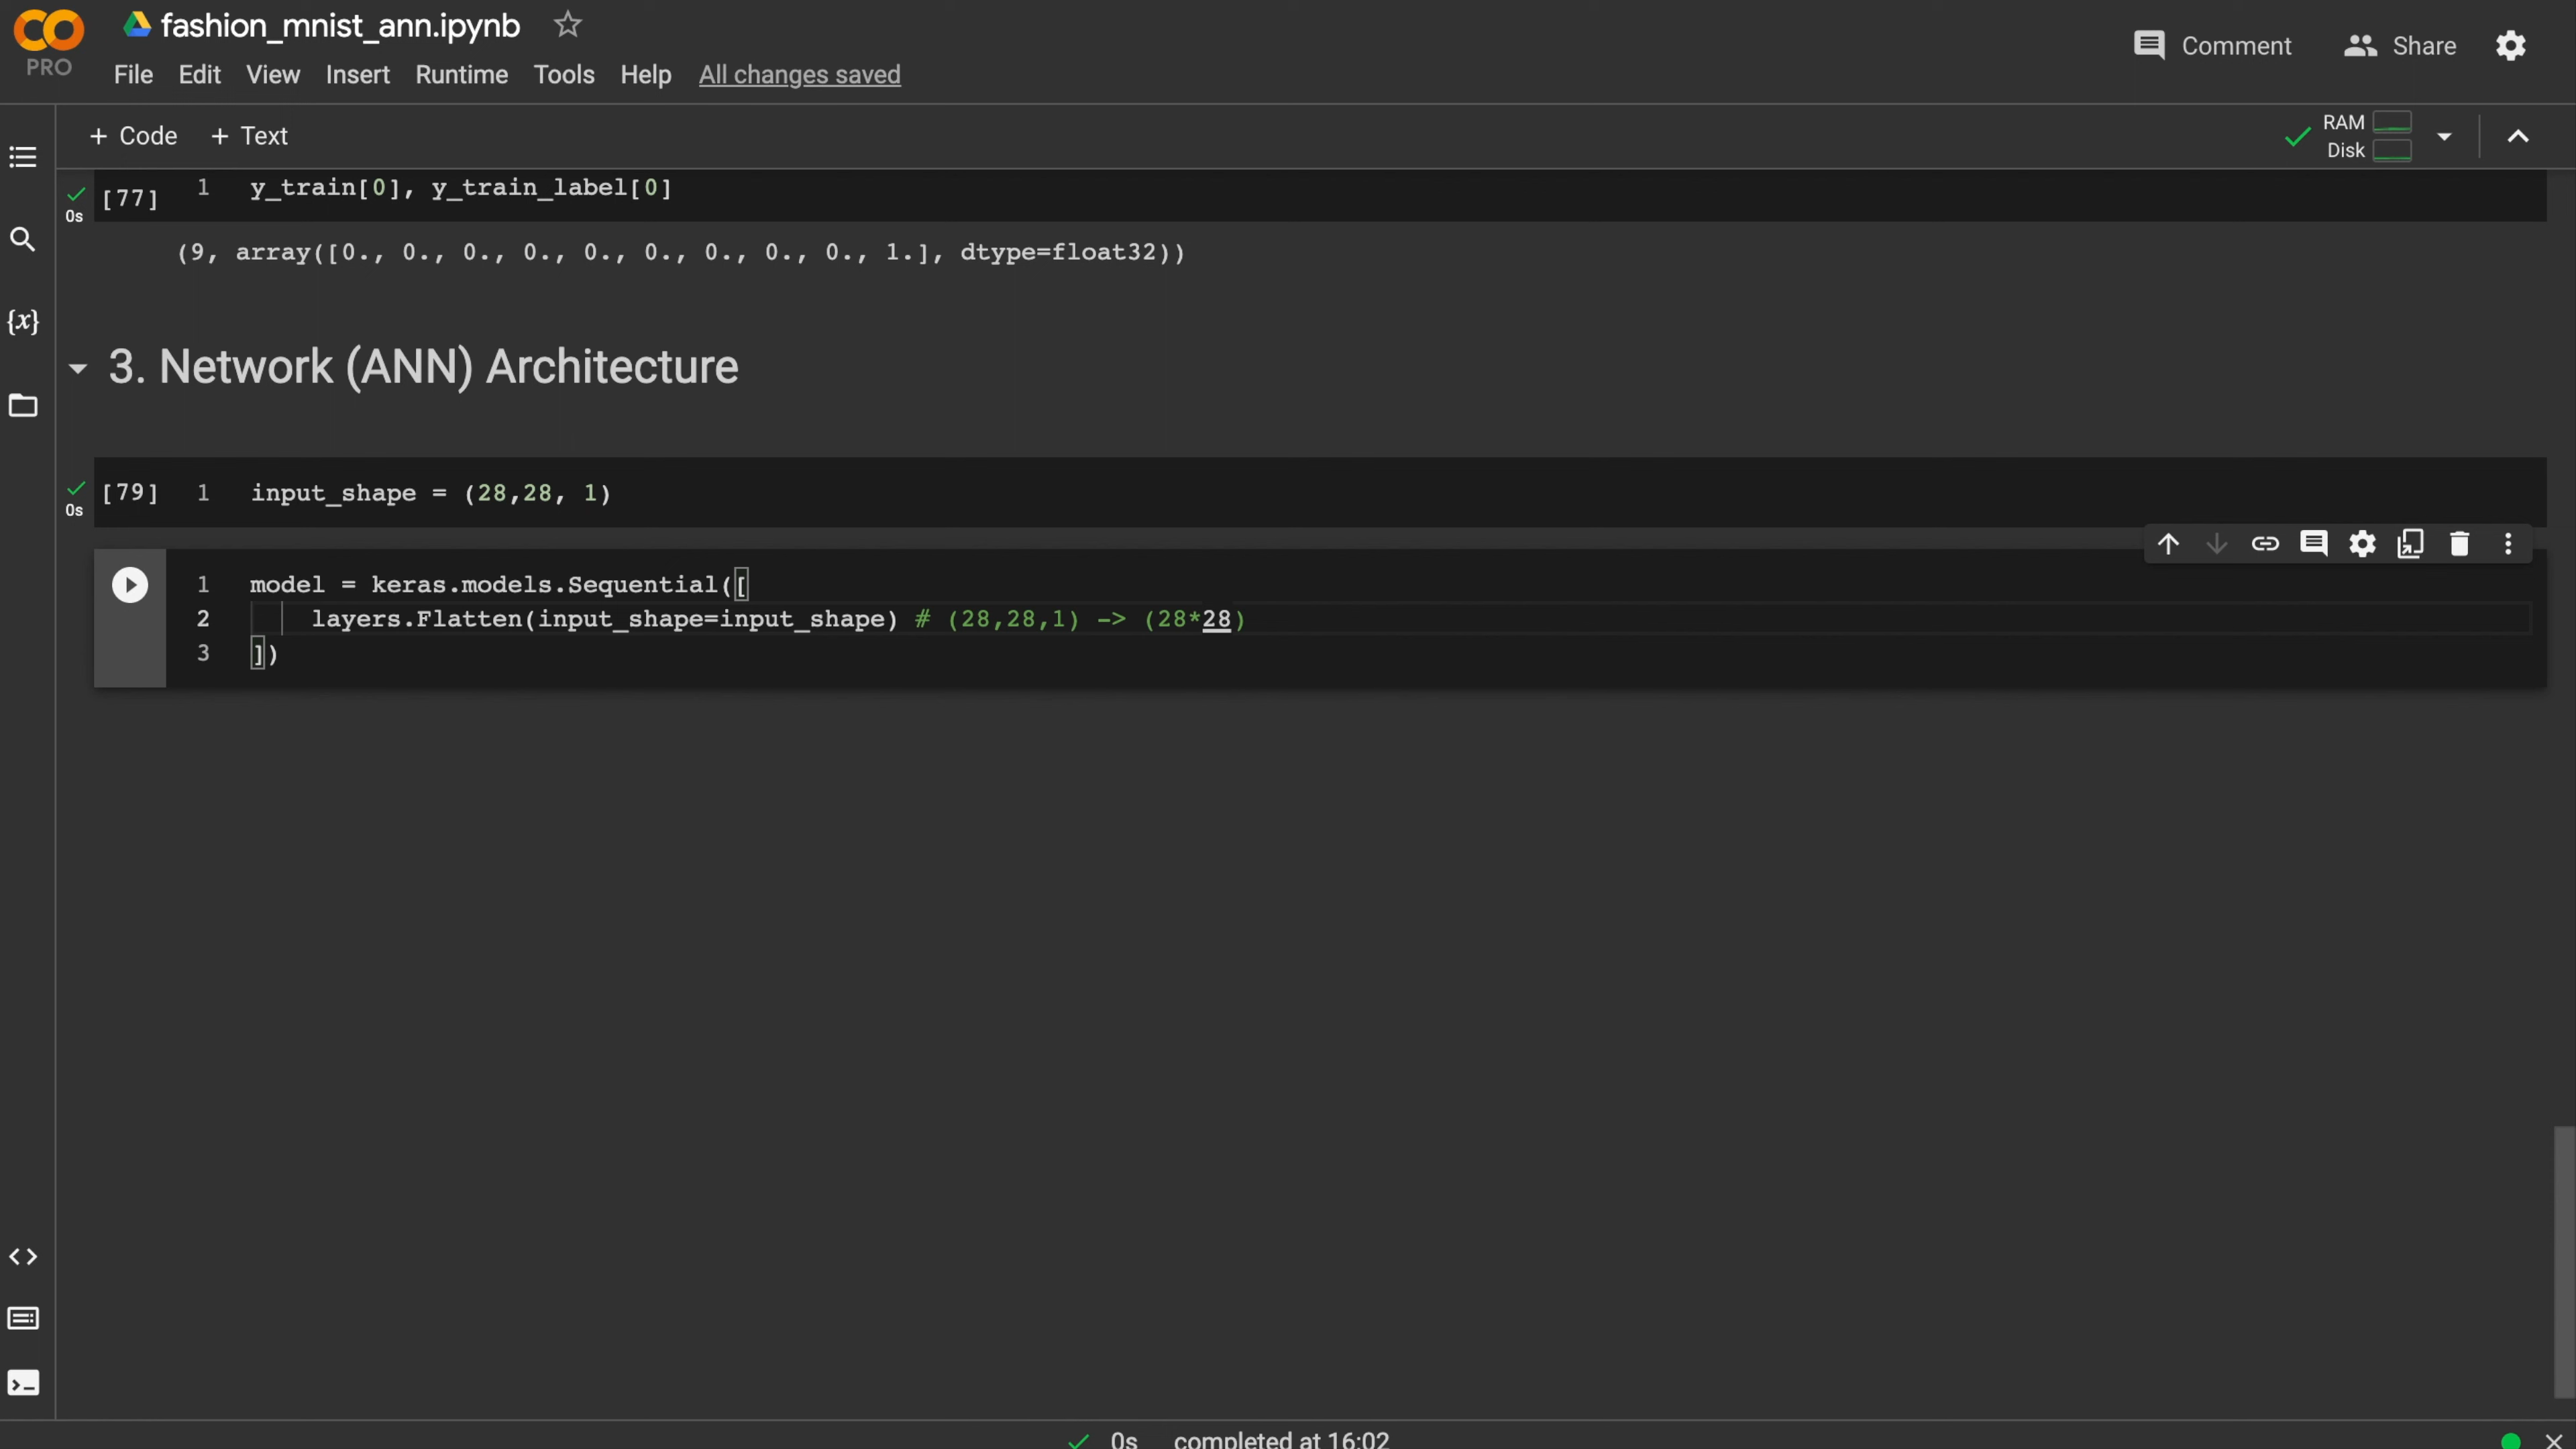 fashion_mnist_ann.ipynb
PRO
File Edit View Insert Runtime Tools Help All changes saved
Comment Share
+ Code + Text
RAM
Disk
[77] 1 y_train[0], y_train_label[0]
0s
(9, array([0., 0., 0., 0., 0., 0., 0., 0., 0., 1.], dtype=float32))
{x}
3. Network (ANN) Architecture
[79] 1 input_shape = (28,28, 1)
0s
1 model = keras.models.Sequential([
2 layers.Flatten(input_shape=input_shape) # (28,28,1) -> (28*28)
3 ])
0s completed at 16:02